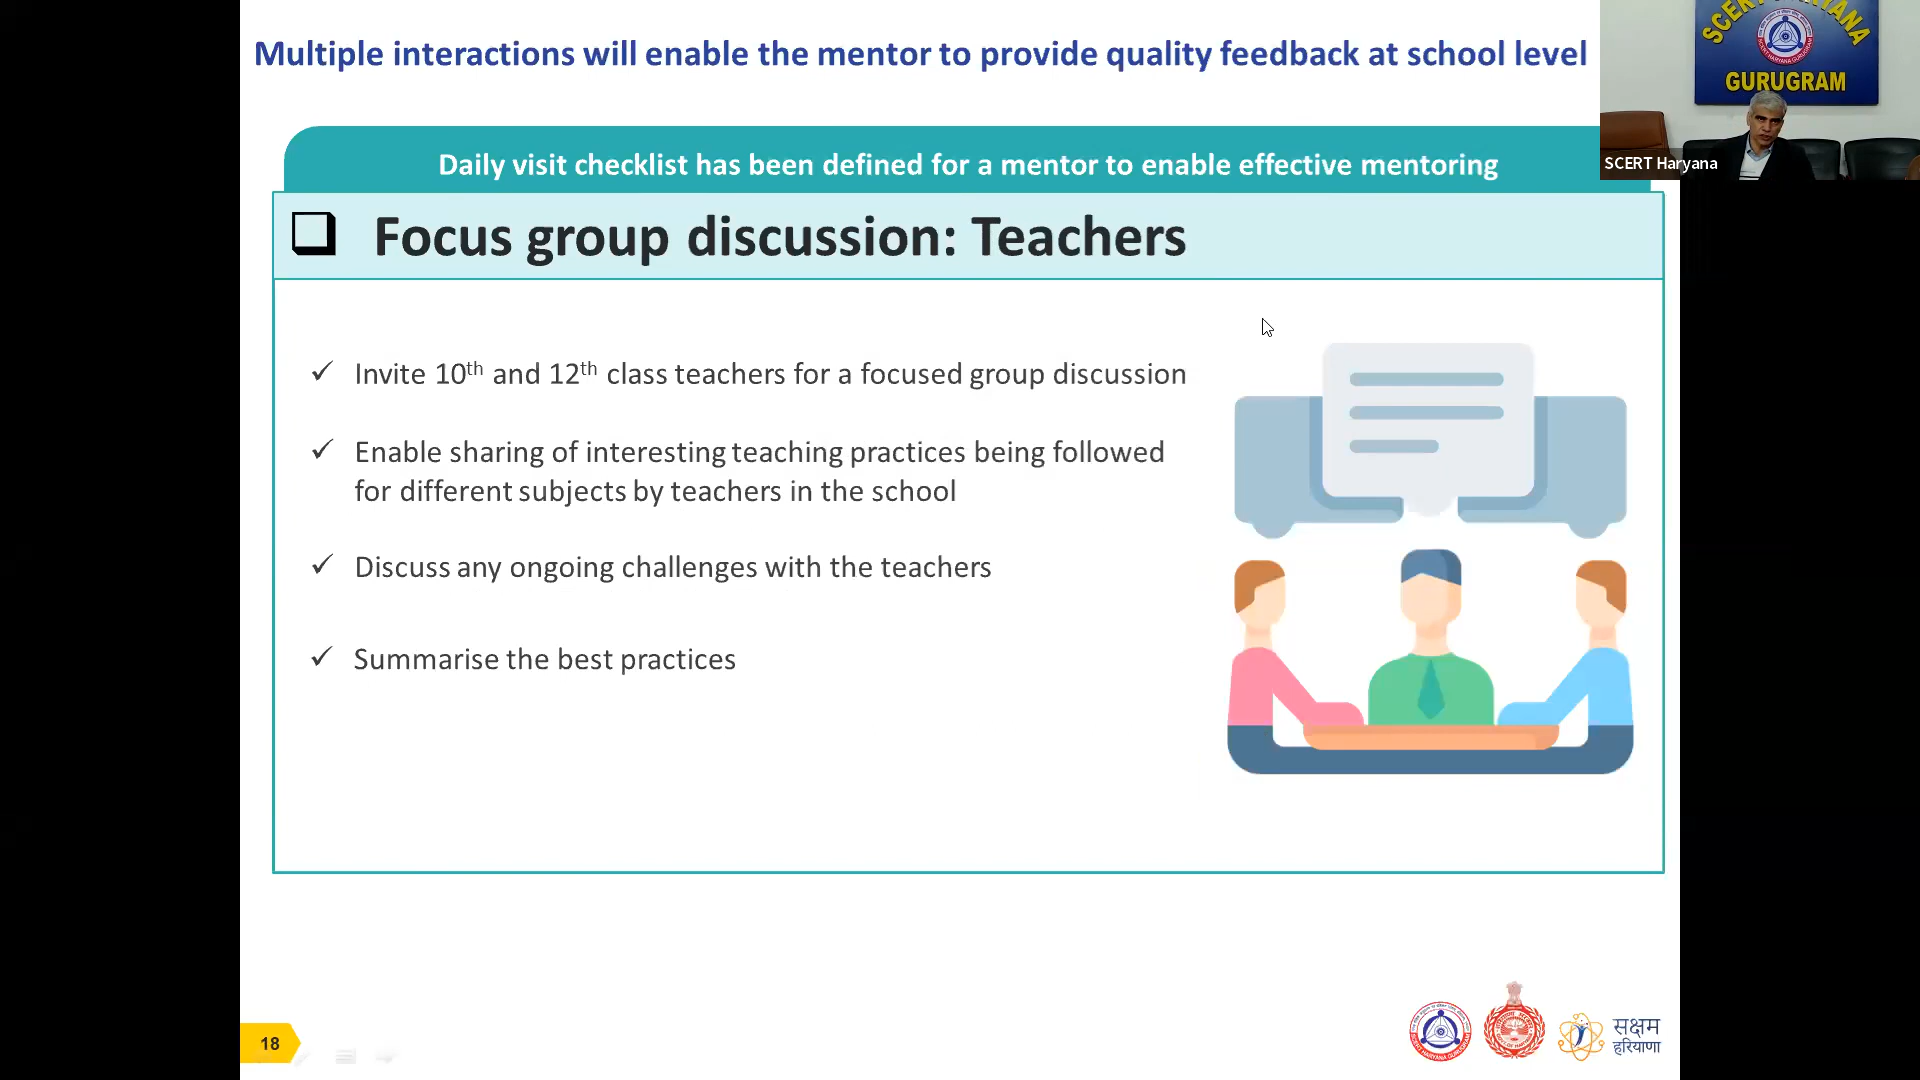 Multiple interactions will enable the mentor to provide quality feedback at school level
SCERT HARYANA
GURUGRAM
SCERT Haryana
Daily visit checklist has been defined for a mentor to enable effective mentoring
Focus group discussion: Teachers
✓ Invite 10th and 12th class teachers for a focused group discussion
✓ Enable sharing of interesting teaching practices being followed
for different subjects by teachers in the school
✓ Discuss any ongoing challenges with the teachers
✓ Summarise the best practices
18
सक्षम
हरियाणा